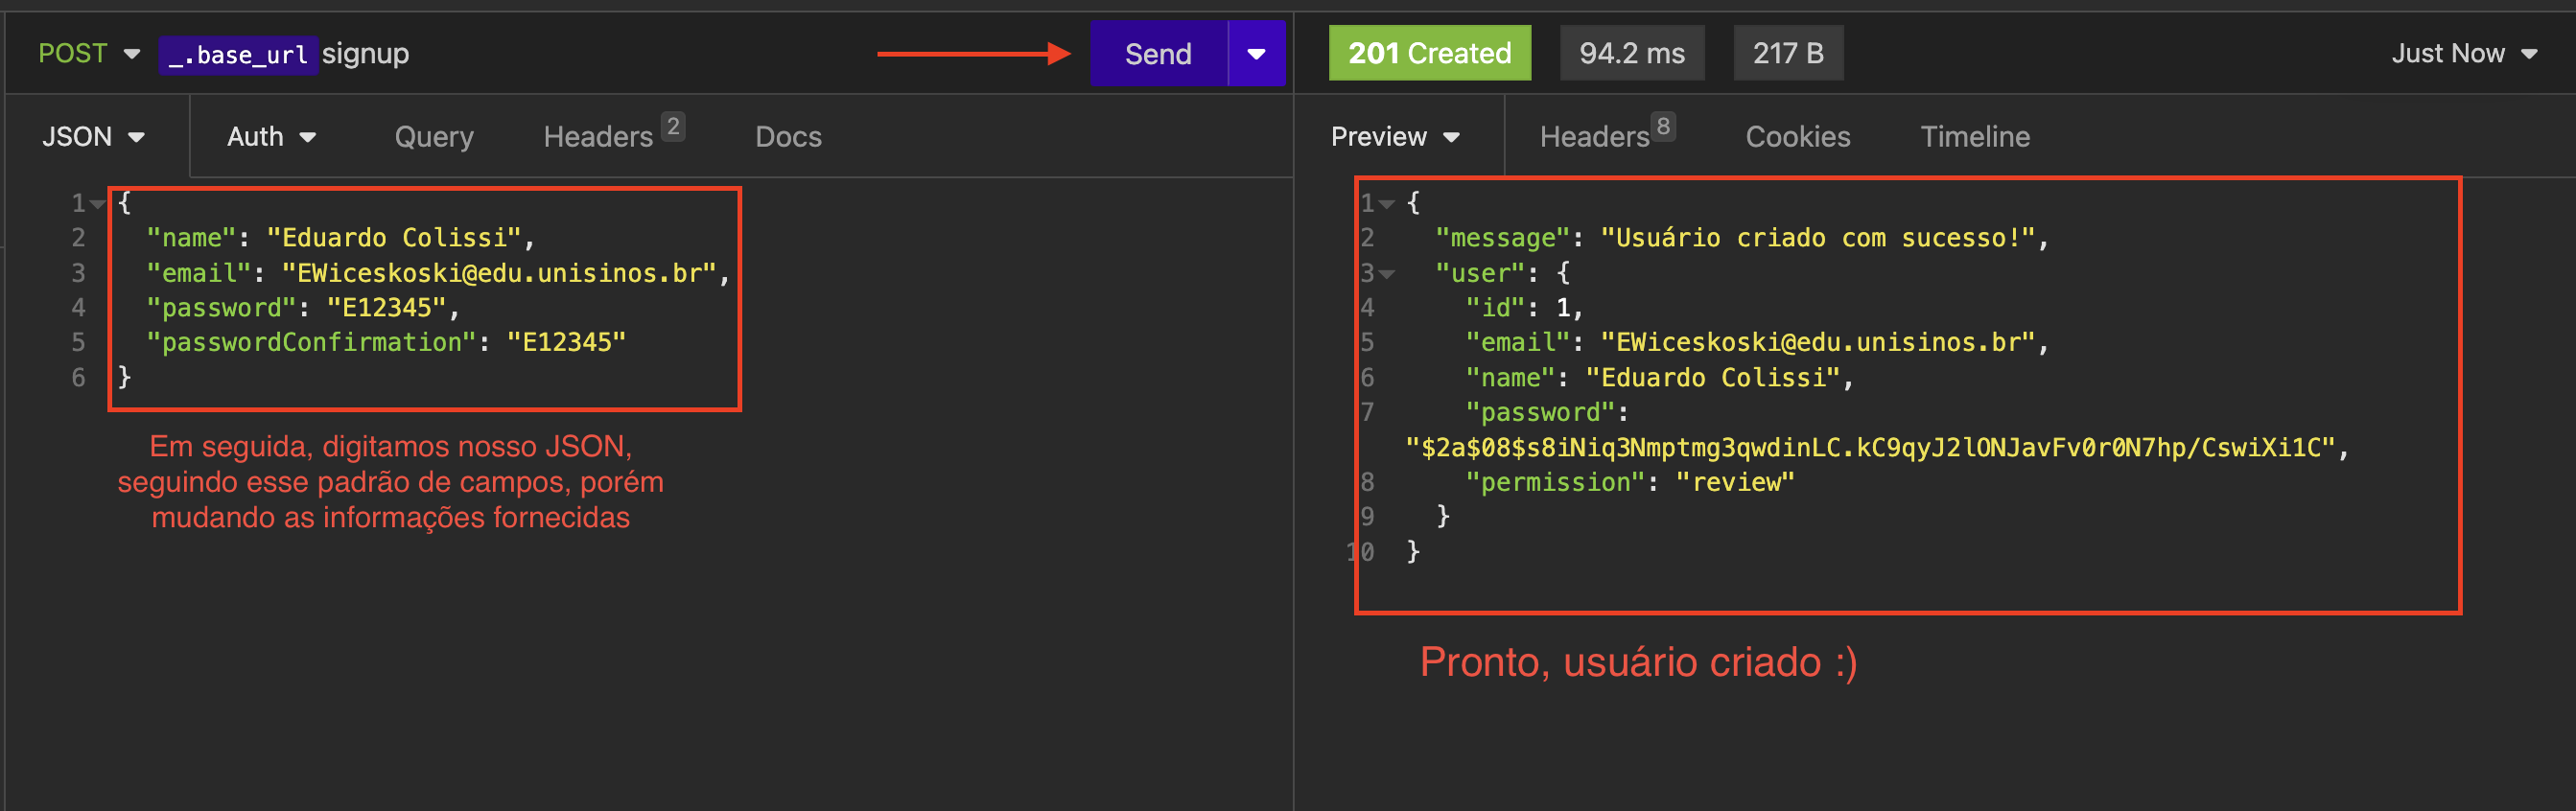 POST _.base_url signup Send
201 Created 94.2 ms 217 B Just Now
JSON Auth Query Headers 2 Docs
Preview Headers 8 Cookies Timeline
1 {
2 "name": "Eduardo Colissi",
3 "email": "EWiceskoski@edu.unisinos.br",
4 "password": "E12345",
5 "passwordConfirmation": "E12345"
6 }
Em seguida, digitamos nosso JSON,
seguindo esse padrão de campos, porém
mudando as informações fornecidas
1 {
2 "message": "Usuário criado com sucesso!",
3 "user": {
4 "id": 1,
5 "email": "EWiceskoski@edu.unisinos.br",
6 "name": "Eduardo Colissi",
7 "password":
"$2a$08$s8iNiq3Nmptmg3qwdinLC.kC9qyJ2lONJavFv0r0N7hp/CswiXi1C",
8 "permission": "review"
9 }
10 }
Pronto, usuário criado :)